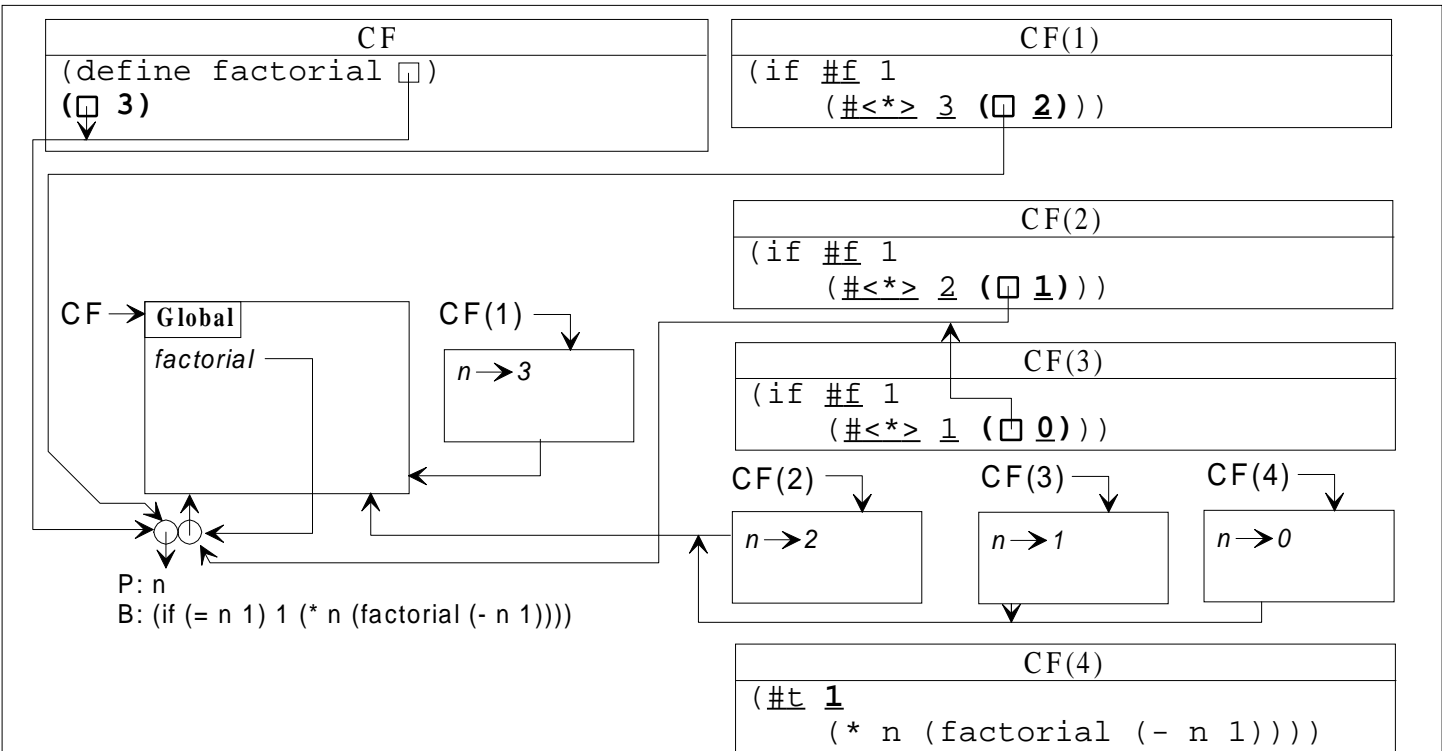 CF
(define factorial □)
(□ 3)
CF(1)
(if #f 1
(#<*> 3 (□ 2)))
CF(2)
(if #f 1
(#<*> 2 (□ 1)))
CF
Global
factorial
CF(1)
n → 3
CF(3)
(if #f 1
(#<*> 1 (□ 0)))
CF(2)
n → 2
CF(3)
n → 1
CF(4)
n → 0
P: n
B: (if (= n 1) 1 (* n (factorial (- n 1))))
CF(4)
(#t 1
(* n (factorial (- n 1))))